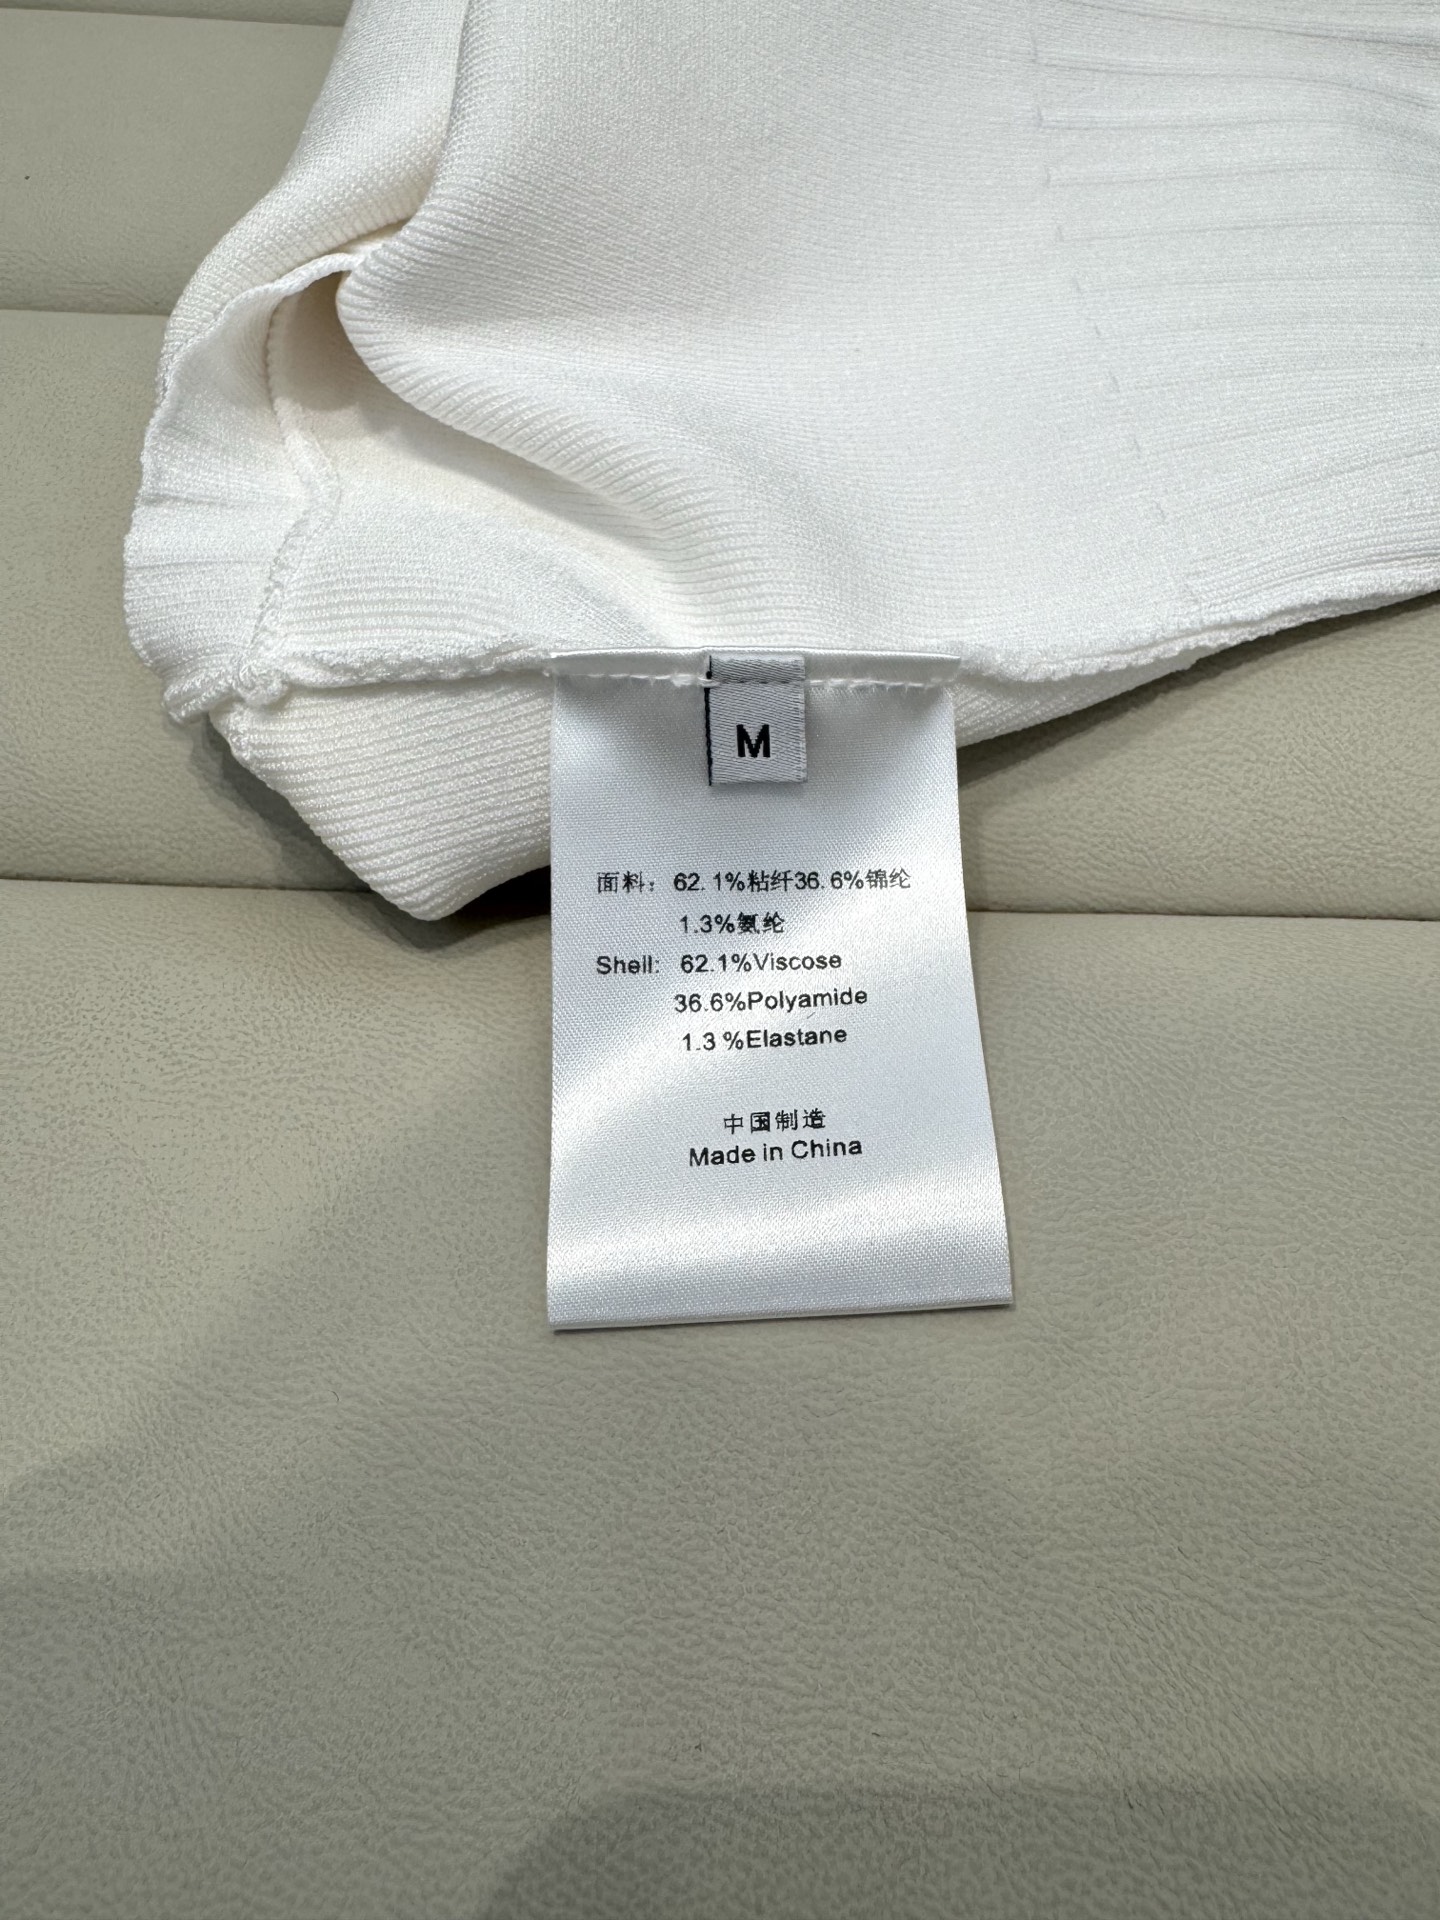 M
面料：62.1%粘纤36.6%锦纶
1.3%氨纶
Shell: 62.1%Viscose
36.6%Polyamide
1.3%Elastane
中国制造
Made in China